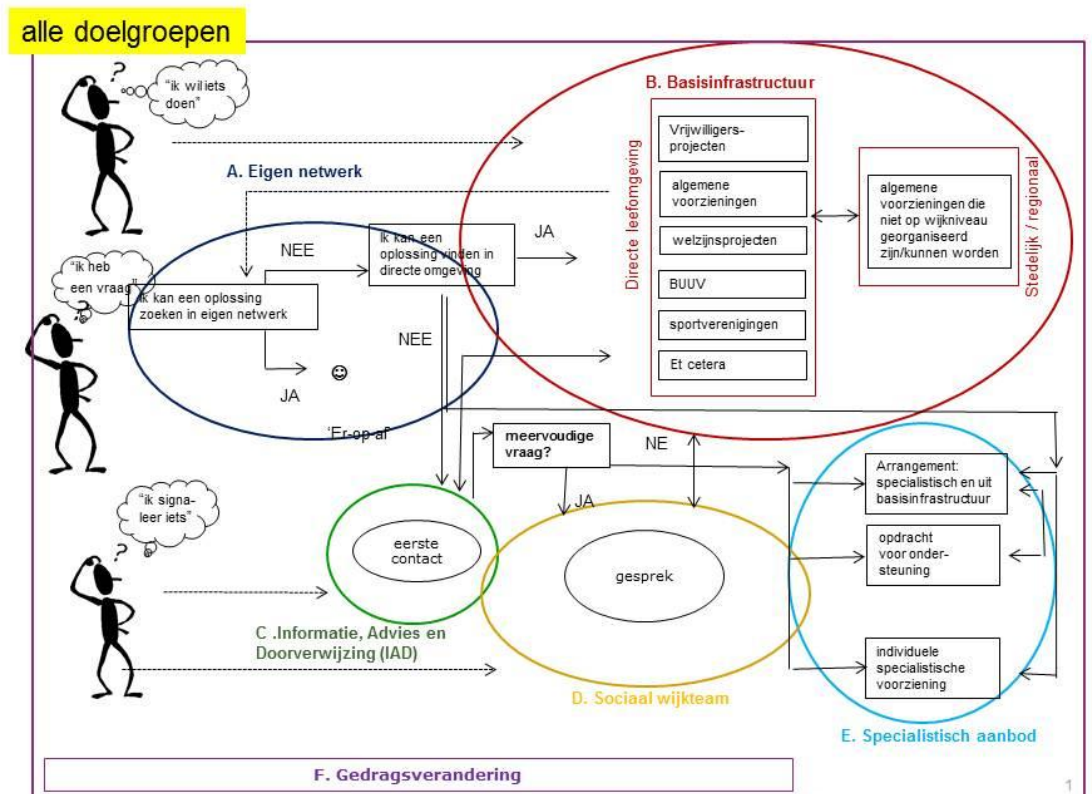 alle doelgroepen
?
"ik wil iets
doen"
A. Eigen netwerk
B. Basisinfrastructuur
Directe leefomgeving
Vrijwilligers-
projecten
algemene
voorzieningen
welzijnsprojecten
BUUV
sportverenigingen
Et cetera
algemene
voorzieningen die
niet op wijkniveau
georganiseerd
zijn/kunnen worden
Stedelijk / regionaal
"ik heb
een vraag"
?
Ik kan een oplossing
zoeken in eigen netwerk
NEE
Ik kan een
oplossing vinden in
directe omgeving
JA
NEE
JA
☺
'Er-op-af'
meervoudige
vraag?
NE
JA
"ik signa-
leer iets"
?
eerste
contact
gesprek
Arrangement:
specialistisch en uit
basisinfrastructuur
opdracht
voor onder-
steuning
individuele
specialistische
voorziening
C .Informatie, Advies en
Doorverwijzing (IAD)
D. Sociaal wijkteam
E. Specialistisch aanbod
F. Gedragsverandering
1